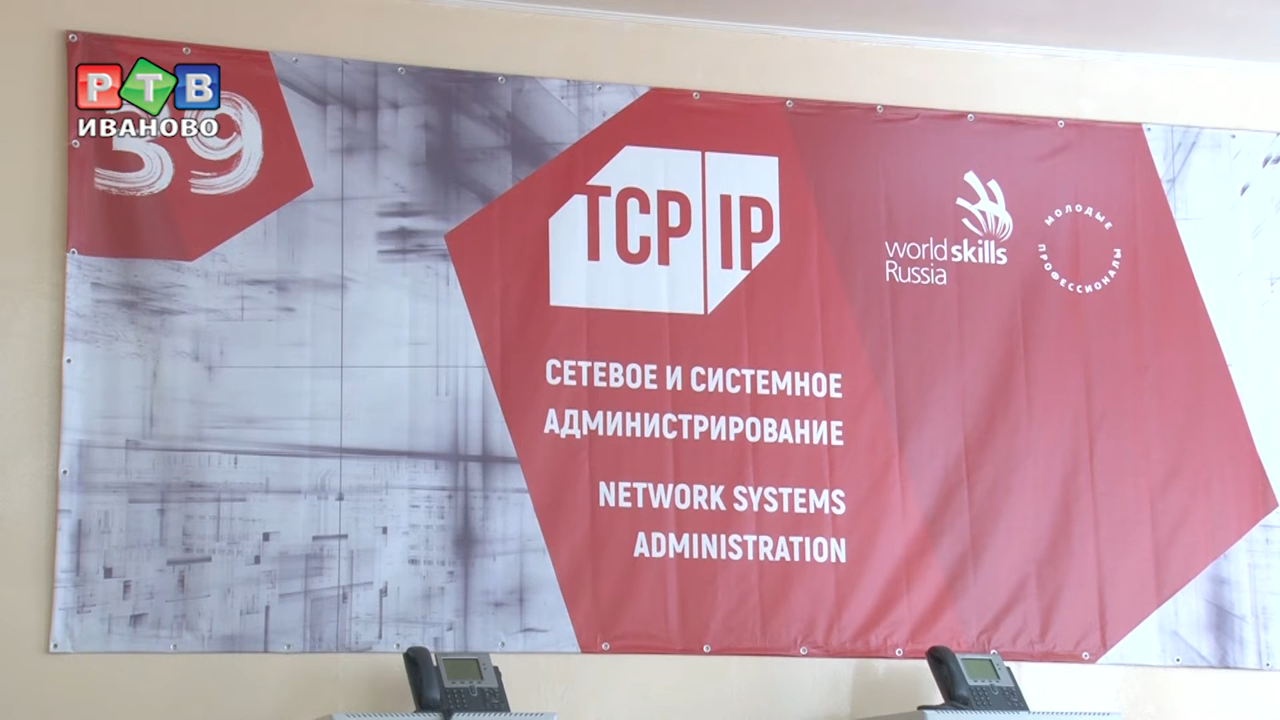 РТВ
ИВАНОВО
39
TCP IP
world skills
Russia
МОЛОДЫЕ
ПРОФЕССИОНАЛЫ
СЕТЕВОЕ И СИСТЕМНОЕ
АДМИНИСТРИРОВАНИЕ
NETWORK SYSTEMS
ADMINISTRATION